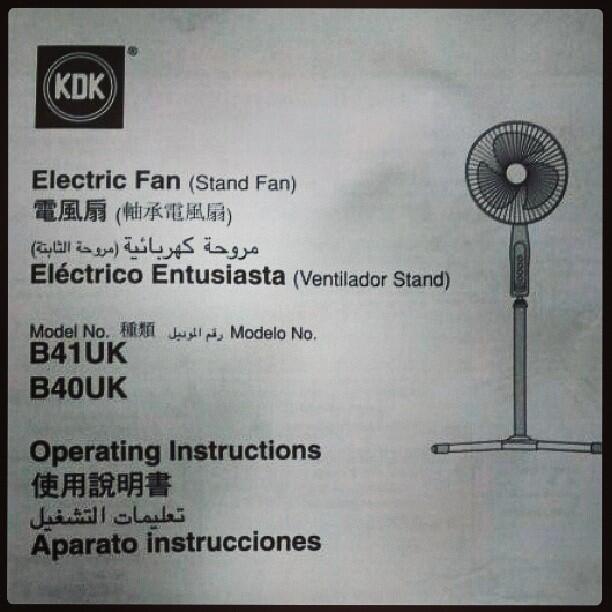 KDK®
Electric Fan (Stand Fan)
電風扇 (軸承電風扇)
مروحة كهربائية (مروحة الثابتة)
Eléctrico Entusiasta (Ventilador Stand)
Model No. 種類 رقم الموديل Modelo No.
B41UK
B40UK
Operating Instructions
使用說明書
تعليمات التشغيل
Aparato instrucciones